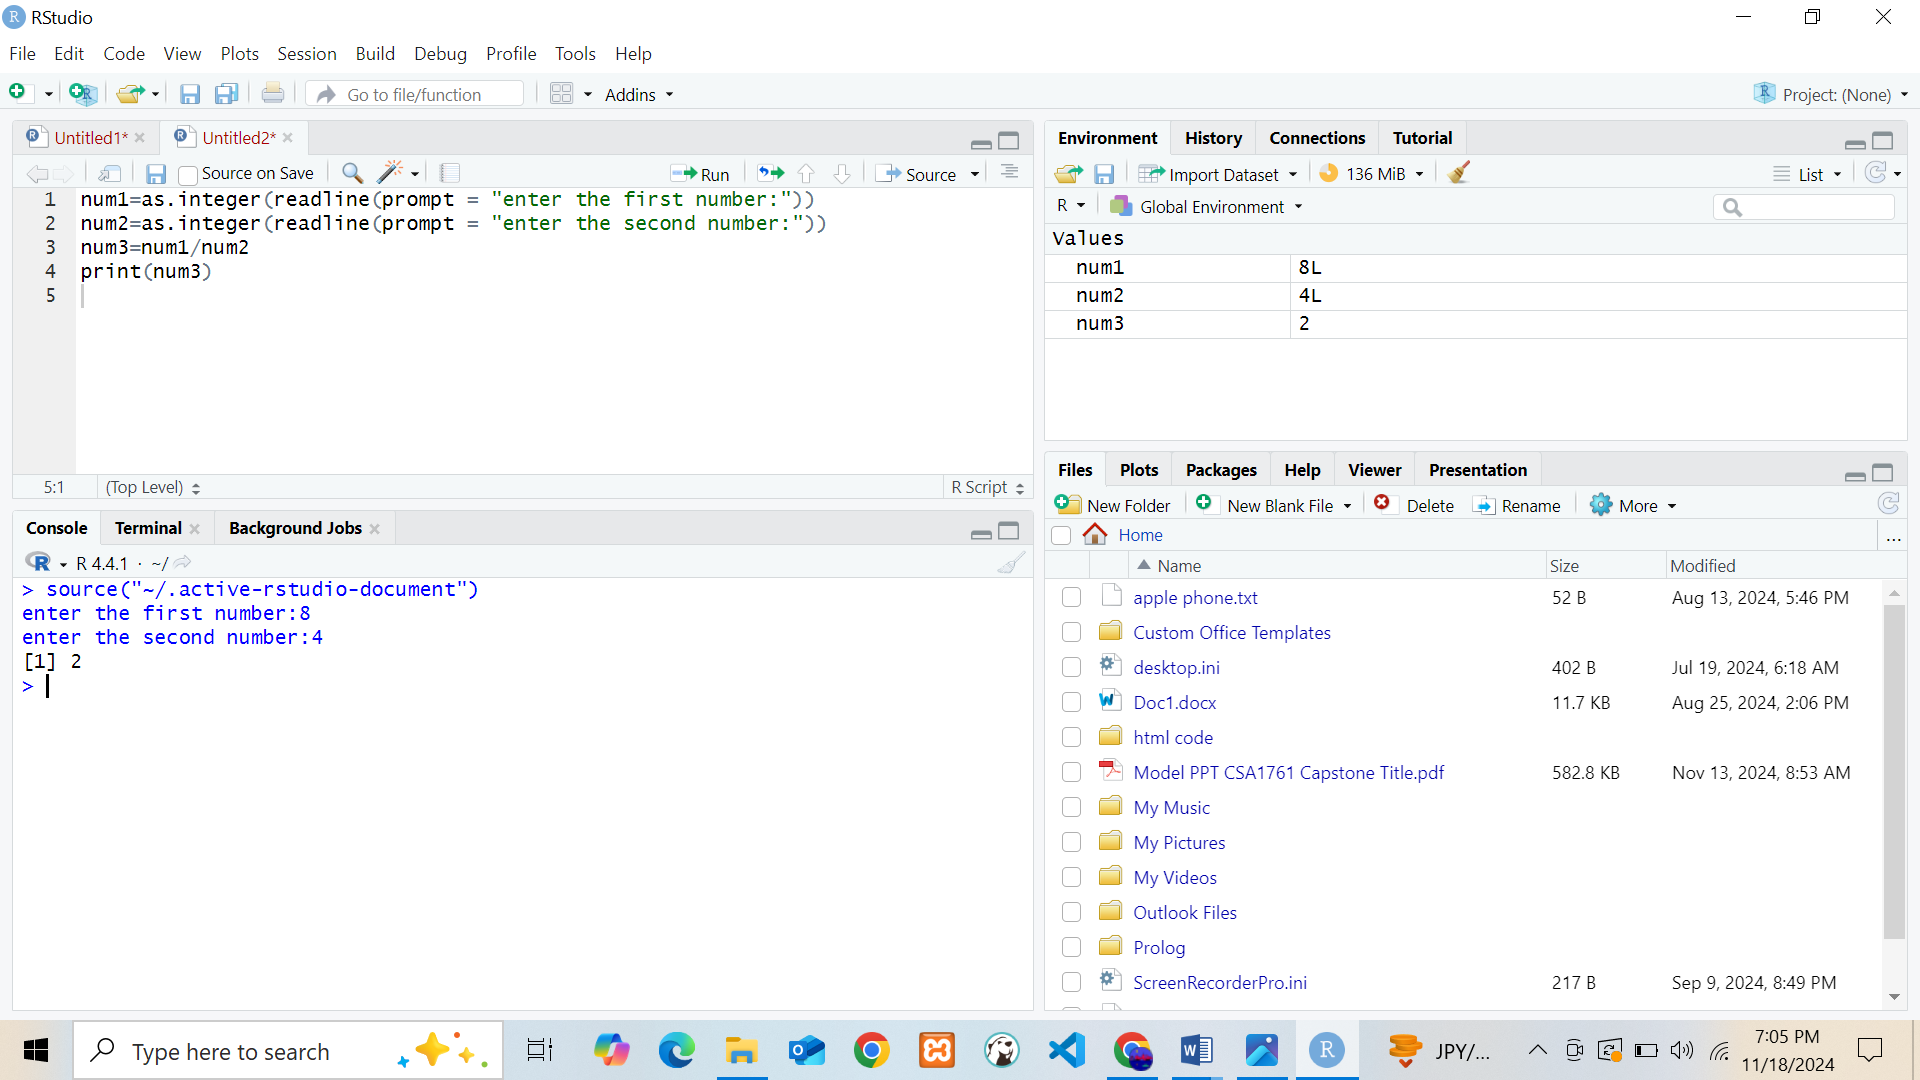 RStudio
File Edit Code View Plots Session Build Debug Profile Tools Help
Go to file/function Addins Project: (None)
Untitled1* Untitled2*
Source on Save Run Source
1 num1=as.integer(readline(prompt = "enter the first number:"))
2 num2=as.integer(readline(prompt = "enter the second number:"))
3 num3=num1/num2
4 print(num3)
5
5:1 (Top Level) R Script
Console Terminal Background Jobs
R 4.4.1 · ~/
> source("~/.active-rstudio-document")
enter the first number:8
enter the second number:4
[1] 2
>
Environment History Connections Tutorial
Import Dataset 136 MiB List
R Global Environment
Values
num1 8L
num2 4L
num3 2
Files Plots Packages Help Viewer Presentation
New Folder New Blank File Delete Rename More
Home ...
Name Size Modified
apple phone.txt 52 B Aug 13, 2024, 5:46 PM
Custom Office Templates
desktop.ini 402 B Jul 19, 2024, 6:18 AM
Doc1.docx 11.7 KB Aug 25, 2024, 2:06 PM
html code
Model PPT CSA1761 Capstone Title.pdf 582.8 KB Nov 13, 2024, 8:53 AM
My Music
My Pictures
My Videos
Outlook Files
Prolog
ScreenRecorderPro.ini 217 B Sep 9, 2024, 8:49 PM
Type here to search JPY/... 7:05 PM
11/18/2024